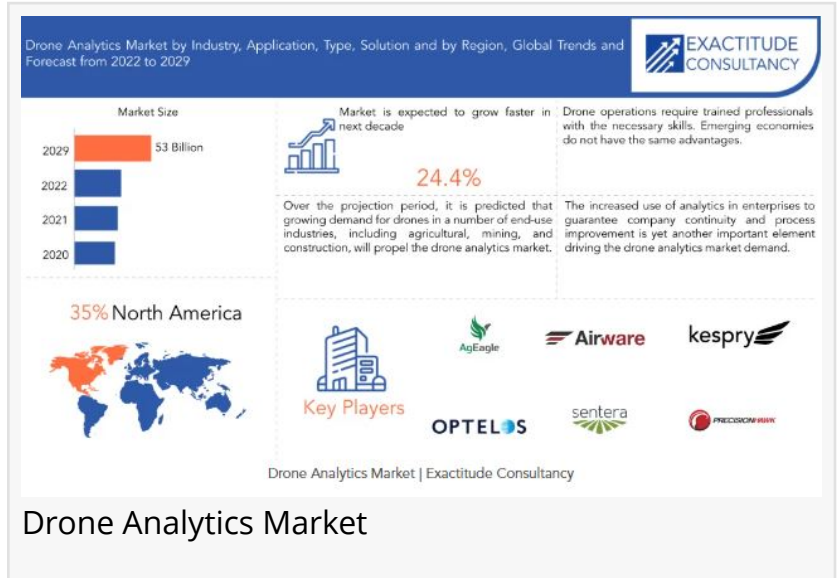 Drone Analytics Market by Industry, Application, Type, Solution and by Region, Global Trends and
Forecast from 2022 to 2029
EXACTITUDE
CONSULTANCY
Market Size
2029
53 Billion
2022
2021
2020
Market is expected to grow faster in
next decade
24.4%
Drone operations require trained professionals
with the necessary skills. Emerging economies
do not have the same advantages.
Over the projection period, it is predicted that
growing demand for drones in a number of end-use
industries, including agricultural, mining, and
construction, will propel the drone analytics market.
The increased use of analytics in enterprises to
guarantee company continuity and process
improvement is yet another important element
driving the drone analytics market demand.
35% North America
Key Players
AgEagle
Airware
kespry
OPTELOS
sentera
PRECISIONHAWK
Drone Analytics Market | Exactitude Consultancy
Drone Analytics Market